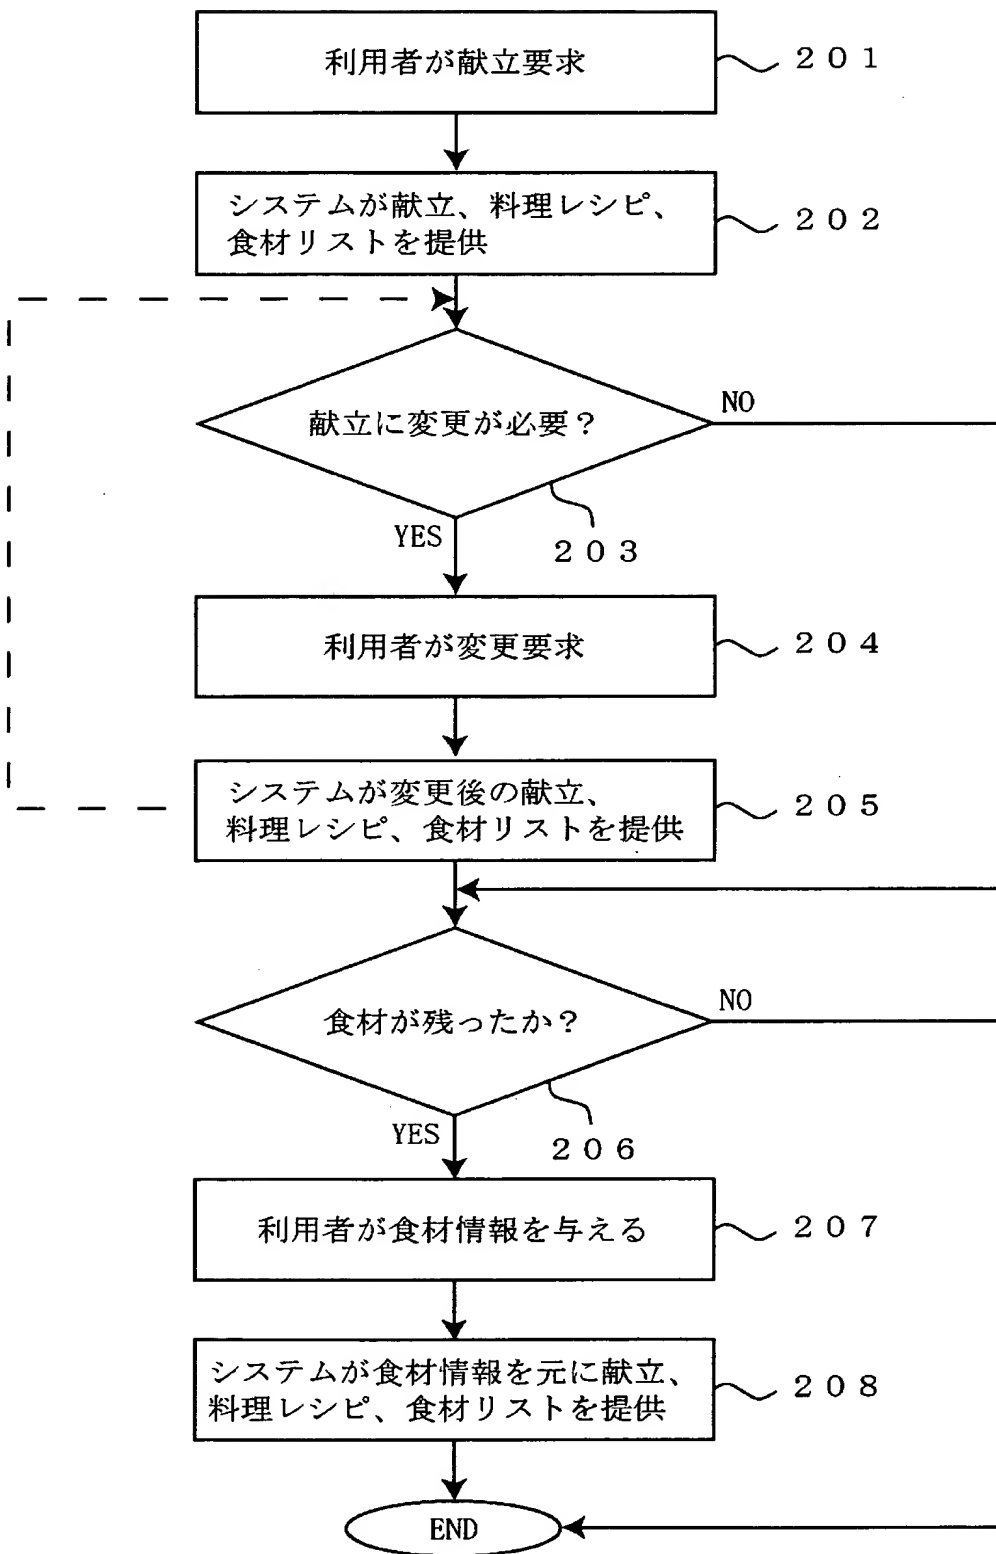 利用者が献立要求
２０１
システムが献立、料理レシピ、
食材リストを提供
２０２
献立に変更が必要？
NO
YES
２０３
利用者が変更要求
２０４
システムが変更後の献立、
料理レシピ、食材リストを提供
２０５
食材が残ったか？
NO
YES
２０６
利用者が食材情報を与える
２０７
システムが食材情報を元に献立、
料理レシピ、食材リストを提供
２０８
END